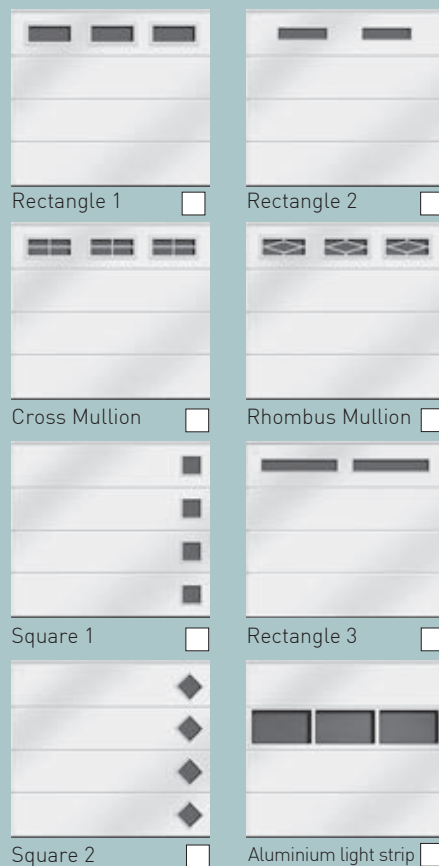 Rectangle 1
Rectangle 2
Cross Mullion
Rhombus Mullion
Square 1
Rectangle 3
Square 2
Aluminium light strip